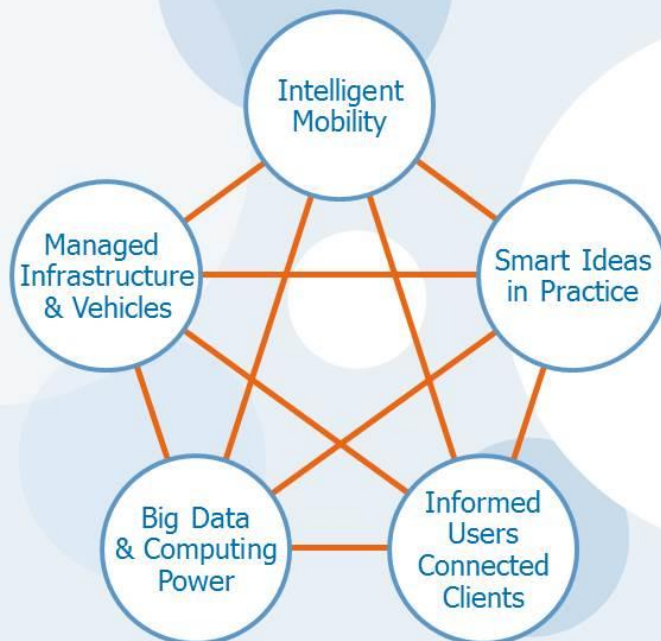 Intelligent
Mobility
Managed
Infrastructure
& Vehicles
Smart Ideas
in Practice
Big Data
& Computing
Power
Informed
Users
Connected
Clients